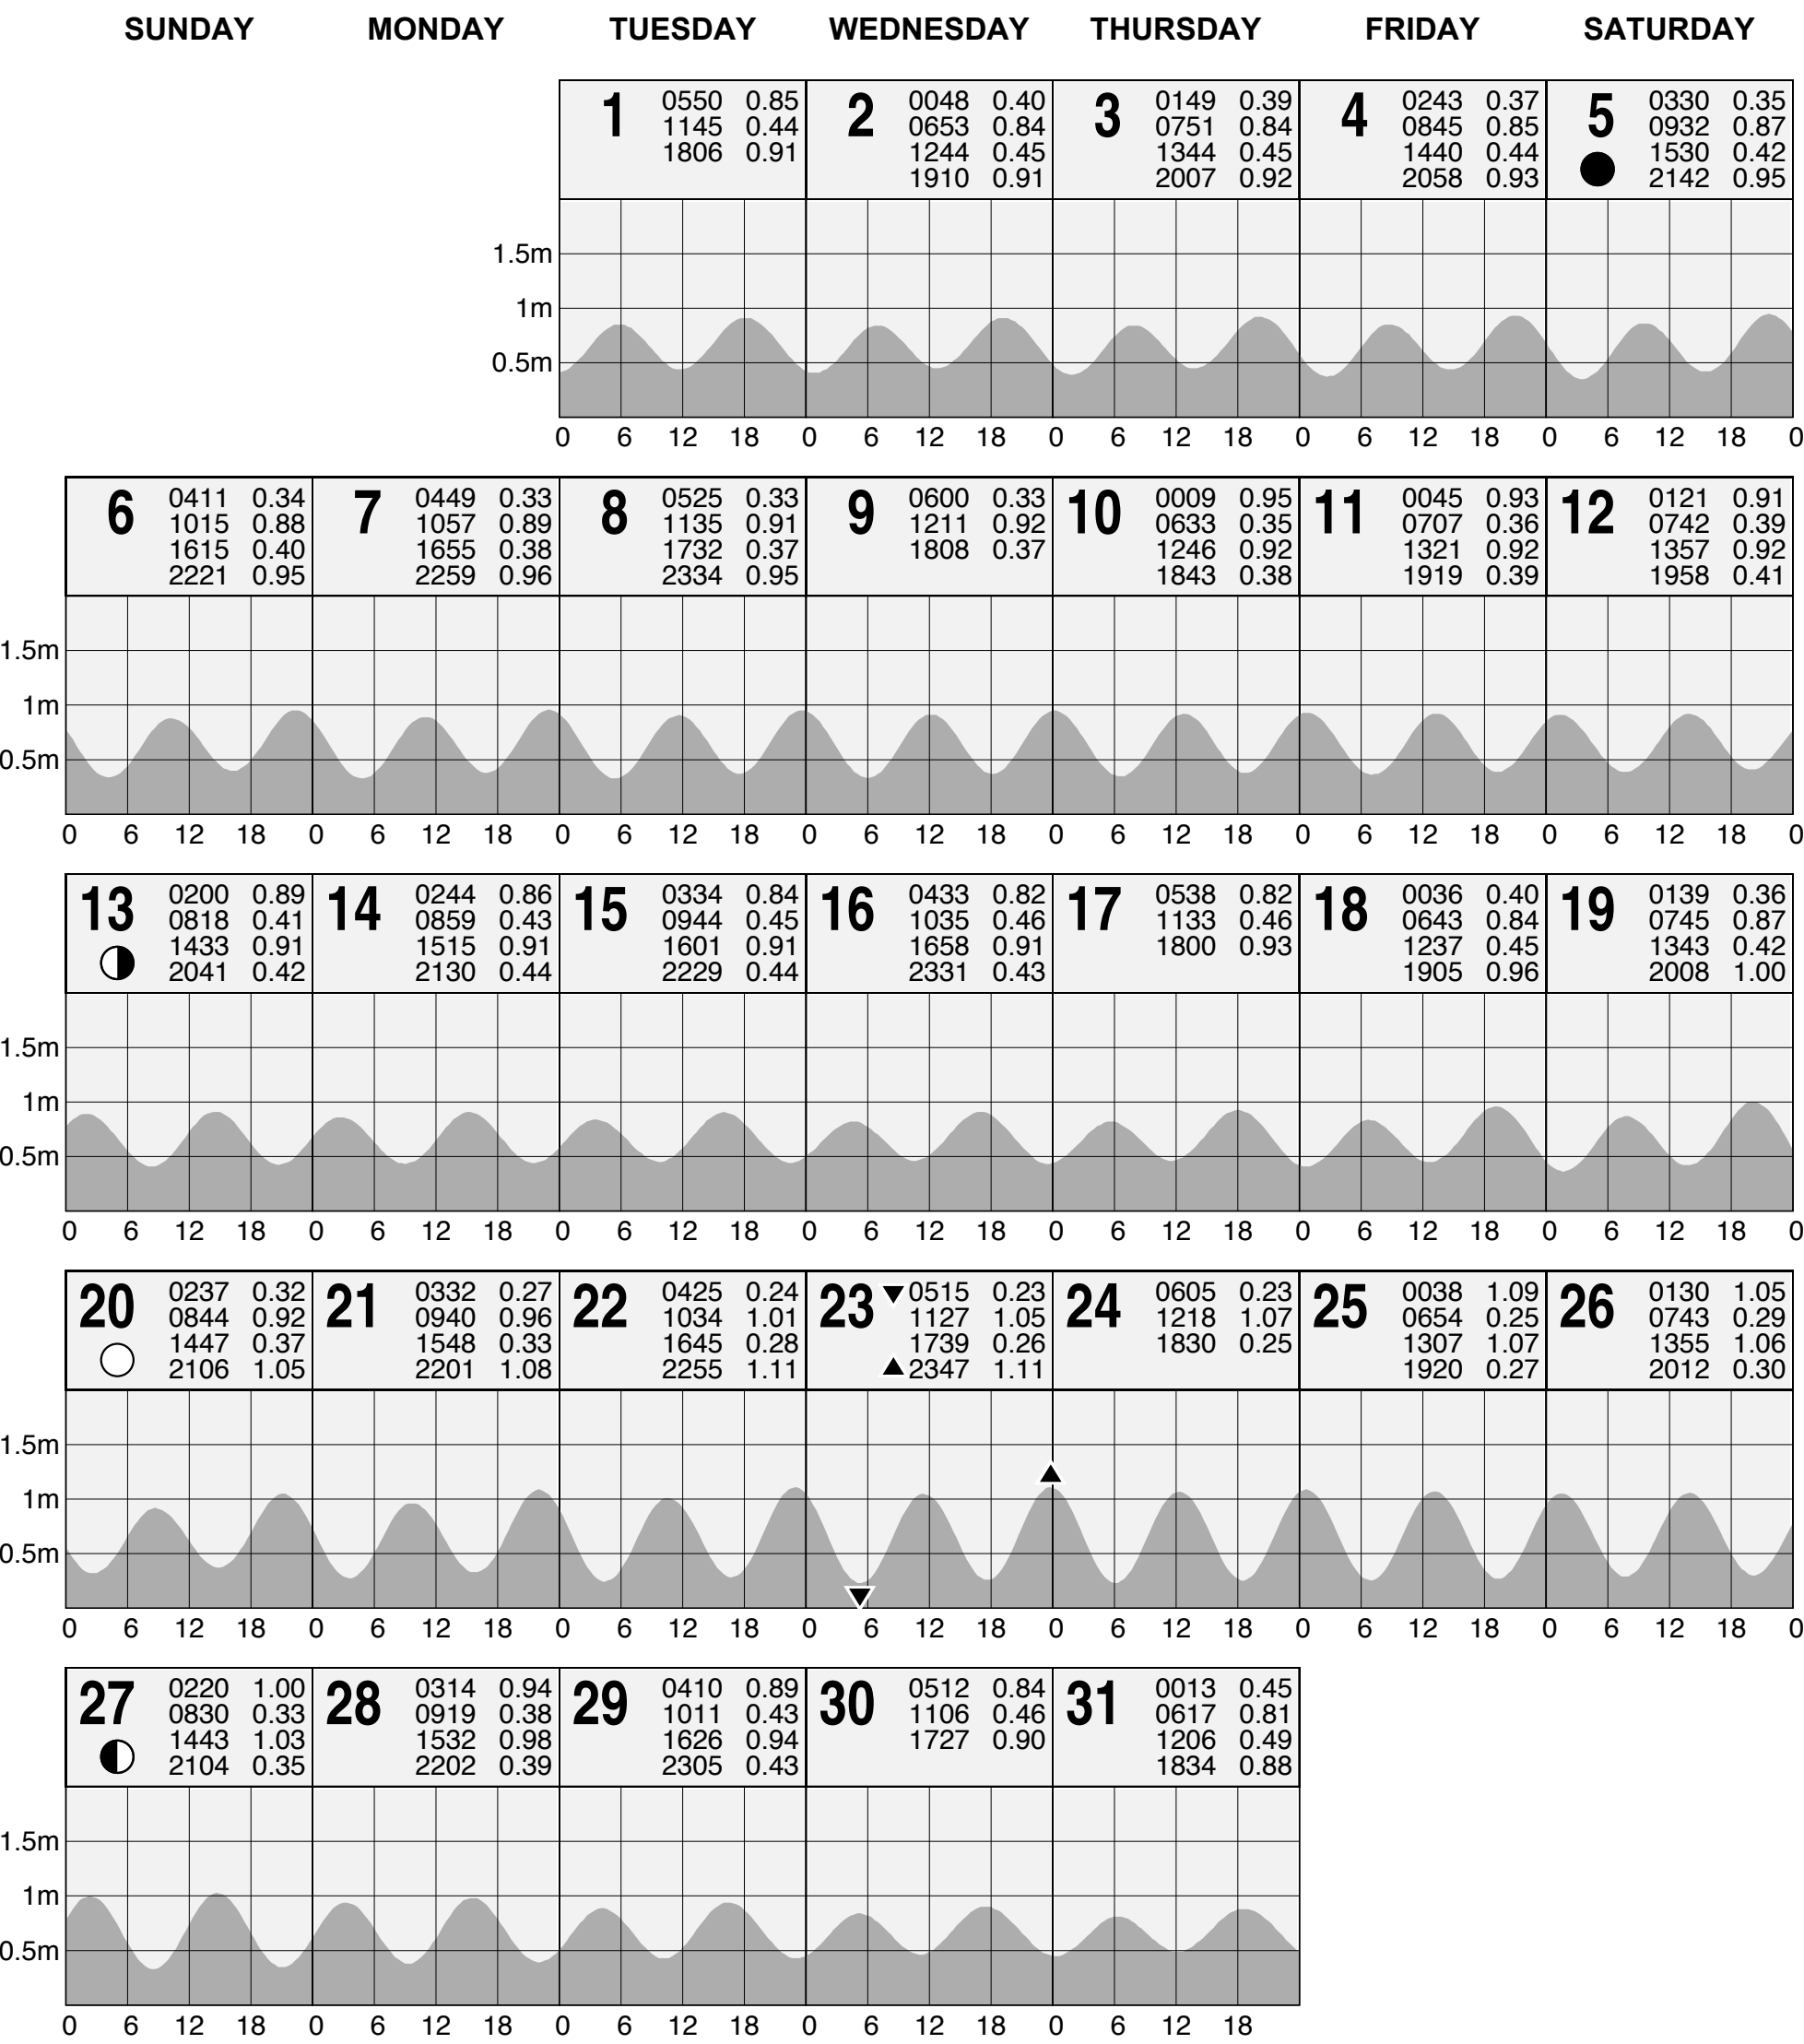 SUNDAY MONDAY TUESDAY WEDNESDAY THURSDAY FRIDAY SATURDAY
1 0550 0.85 2 0048 0.40 3 0149 0.39 4 0243 0.37 5 0330 0.35
1145 0.44 0653 0.84 0751 0.84 0845 0.85 0932 0.87
1806 0.91 1244 0.45 1344 0.45 1440 0.44 1530 0.42
1910 0.91 2007 0.92 2058 0.93 2142 0.95
1.5m
1m
0.5m
0 6 12 18 0 6 12 18 0 6 12 18 0 6 12 18 0 6 12 18 0
6 0411 0.34 7 0449 0.33 8 0525 0.33 9 0600 0.33 10 0009 0.95 11 0045 0.93 12 0121 0.91
1015 0.88 1057 0.89 1135 0.91 1211 0.92 0633 0.35 0707 0.36 0742 0.39
1615 0.40 1655 0.38 1732 0.37 1808 0.37 1246 0.92 1321 0.92 1357 0.92
2221 0.95 2259 0.96 2334 0.95 1843 0.38 1919 0.39 1958 0.41
1.5m
1m
0.5m
0 6 12 18 0 6 12 18 0 6 12 18 0 6 12 18 0 6 12 18 0 6 12 18 0 6 12 18 0
13 0200 0.89 14 0244 0.86 15 0334 0.84 16 0433 0.82 17 0538 0.82 18 0036 0.40 19 0139 0.36
0818 0.41 0859 0.43 0944 0.45 1035 0.46 1133 0.46 0643 0.84 0745 0.87
1433 0.91 1515 0.91 1601 0.91 1658 0.91 1800 0.93 1237 0.45 1343 0.42
2041 0.42 2130 0.44 2229 0.44 2331 0.43 1905 0.96 2008 1.00
1.5m
1m
0.5m
0 6 12 18 0 6 12 18 0 6 12 18 0 6 12 18 0 6 12 18 0 6 12 18 0 6 12 18 0
20 0237 0.32 21 0332 0.27 22 0425 0.24 23 0515 0.23 24 0605 0.23 25 0038 1.09 26 0130 1.05
0844 0.92 0940 0.96 1034 1.01 1127 1.05 1218 1.07 0654 0.25 0743 0.29
1447 0.37 1548 0.33 1645 0.28 1739 0.26 1830 0.25 1307 1.07 1355 1.06
2106 1.05 2201 1.08 2255 1.11 2347 1.11 1920 0.27 2012 0.30
1.5m
1m
0.5m
0 6 12 18 0 6 12 18 0 6 12 18 0 6 12 18 0 6 12 18 0 6 12 18 0 6 12 18 0
27 0220 1.00 28 0314 0.94 29 0410 0.89 30 0512 0.84 31 0013 0.45
0830 0.33 0919 0.38 1011 0.43 1106 0.46 0617 0.81
1443 1.03 1532 0.98 1626 0.94 1727 0.90 1206 0.49
2104 0.35 2202 0.39 2305 0.43 1834 0.88
1.5m
1m
0.5m
0 6 12 18 0 6 12 18 0 6 12 18 0 6 12 18 0 6 12 18